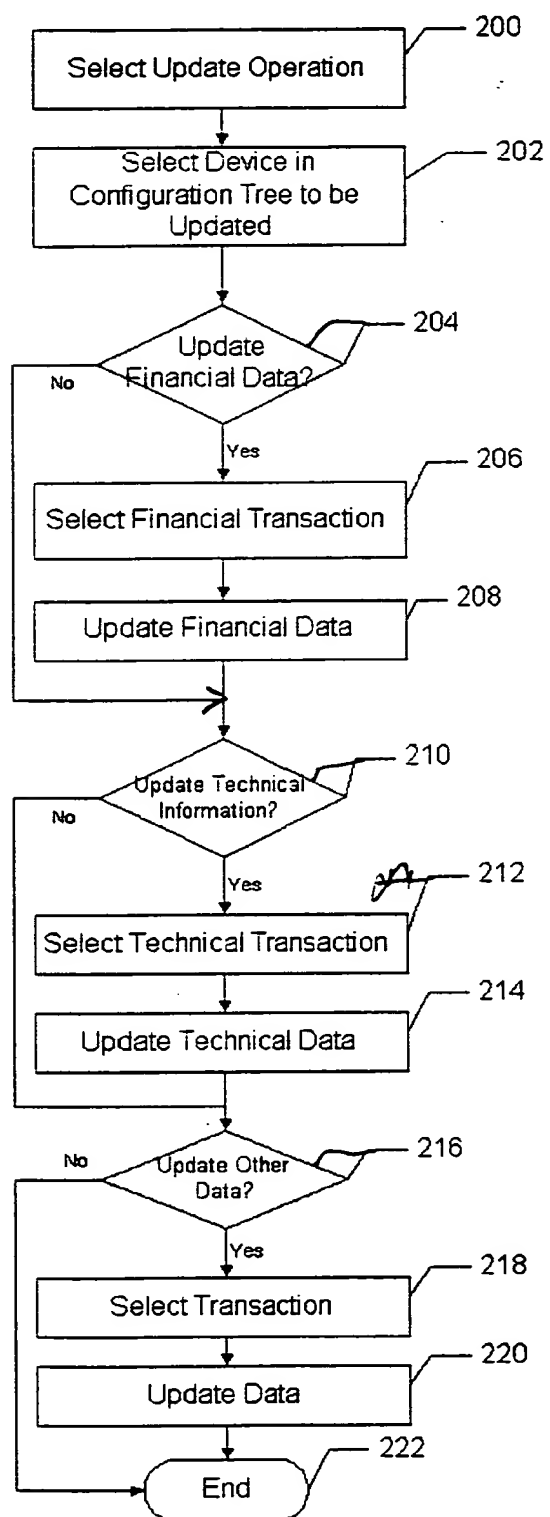 200
Select Update Operation
202
Select Device in
Configuration Tree to be
Updated
204
Update
Financial Data?
No
Yes
206
Select Financial Transaction
208
Update Financial Data
210
Update Technical
Information?
No
Yes
212
Select Technical Transaction
214
Update Technical Data
216
No
Update Other
Data?
Yes
218
Select Transaction
220
Update Data
222
End